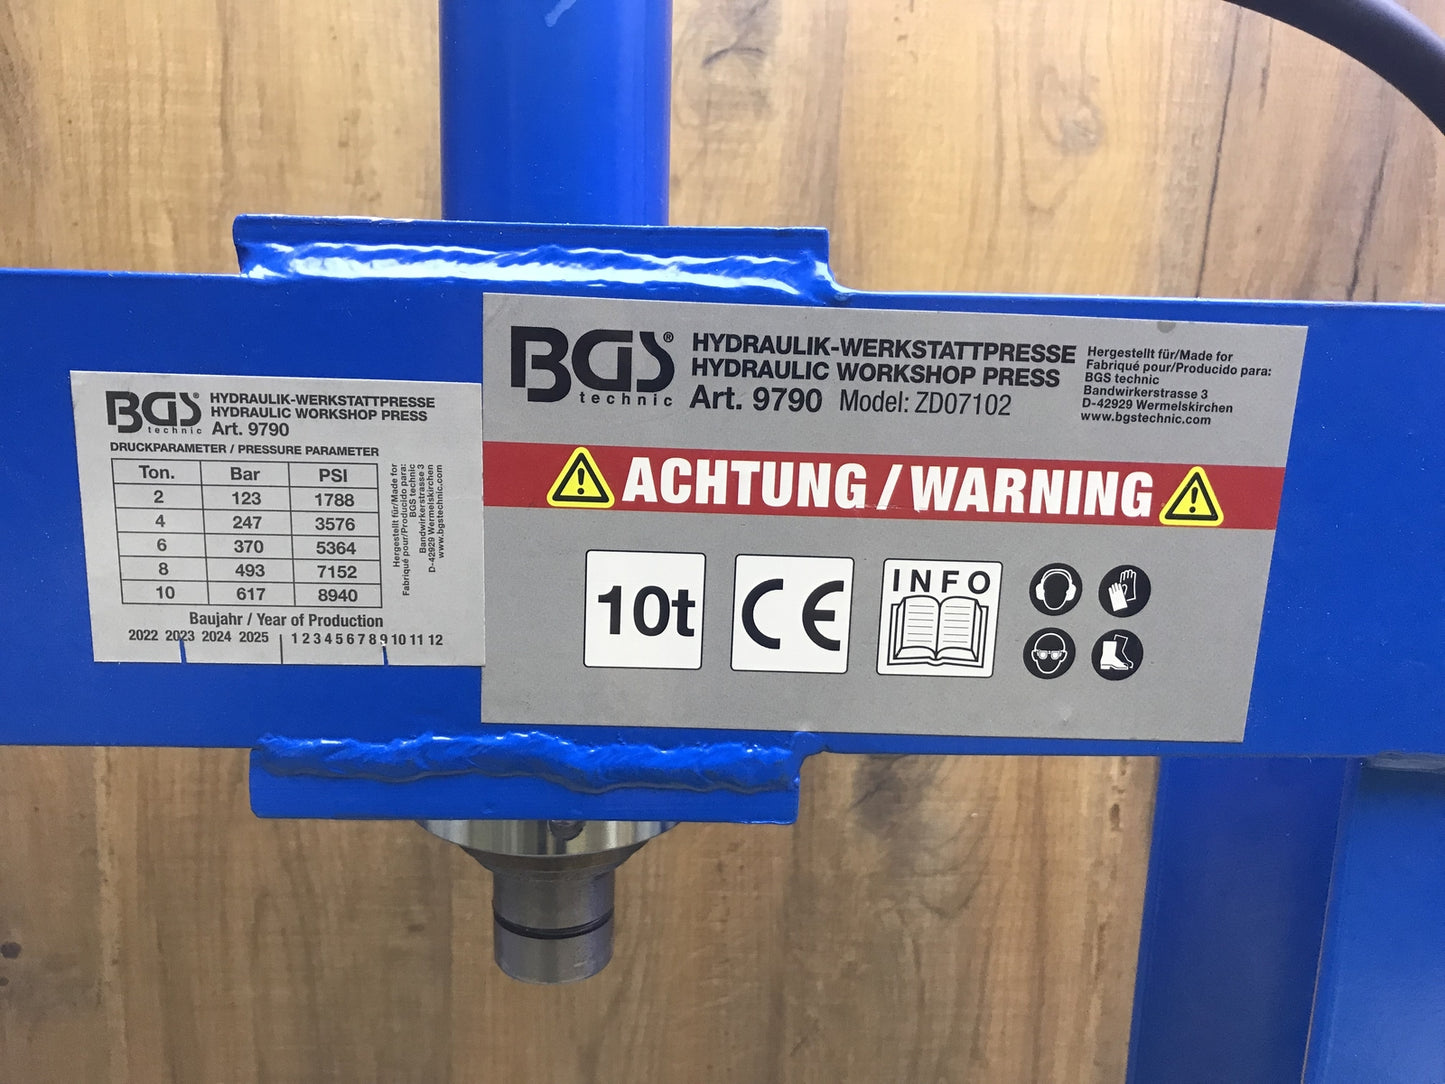 BGS®
technic
HYDRAULIK-WERKSTATTPRESSE
HYDRAULIC WORKSHOP PRESS
Art. 9790
DRUCKPARAMETER / PRESSURE PARAMETER
Ton. Bar PSI
2 123 1788
4 247 3576
6 370 5364
8 493 7152
10 617 8940
Hergestellt für/Made for
Fabriqué pour/Producido para:
BGS technic
Bandwirkerstrasse 3
D-42929 Wermelskirchen
www.bgstechnic.com
Baujahr / Year of Production
2022 2023 2024 2025 1 2 3 4 5 6 7 8 9 10 11 12
BGS®
technic
HYDRAULIK-WERKSTATTPRESSE
HYDRAULIC WORKSHOP PRESS
Art. 9790 Model: ZD07102
Hergestellt für/Made for
Fabriqué pour/Producido para:
BGS technic
Bandwirkerstrasse 3
D-42929 Wermelskirchen
www.bgstechnic.com
ACHTUNG / WARNING
10t
CE
INFO